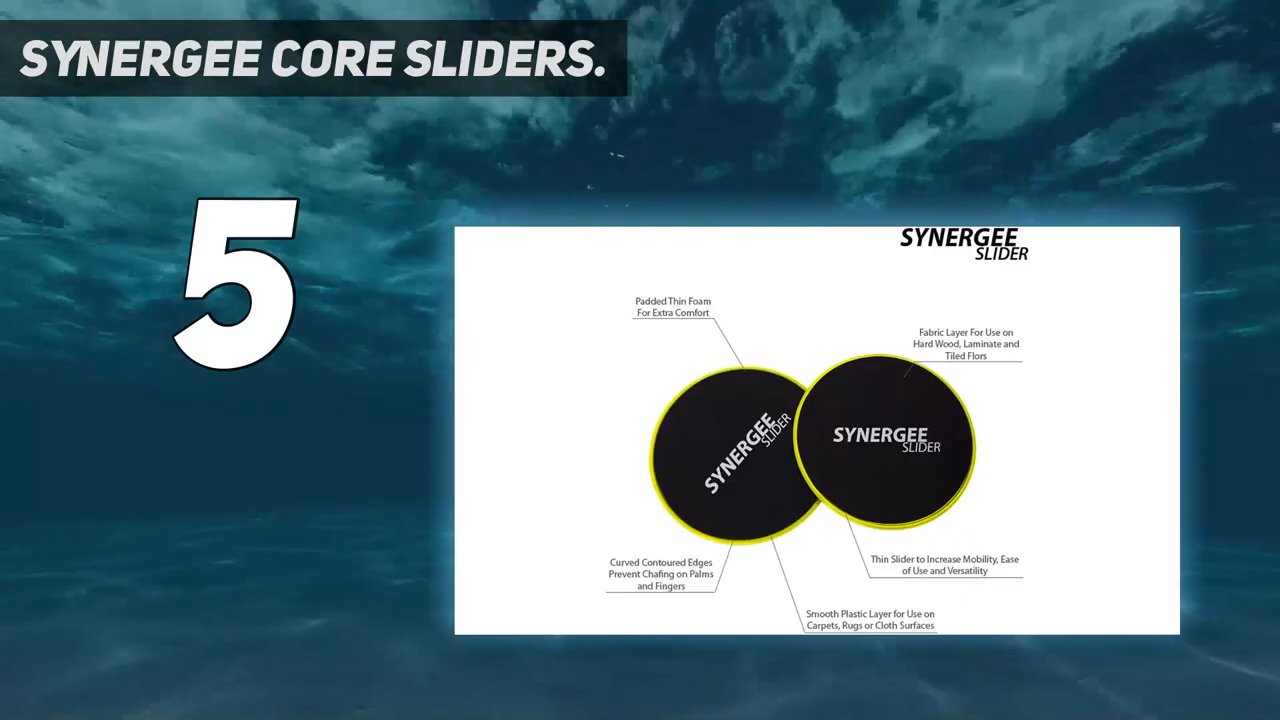 SYNERGEE CORE SLIDERS.
5
SYNERGEE
SLIDER
Padded Thin Foam
For Extra Comfort
Fabric Layer For Use on
Hard Wood, Laminate and
Tiled Flors
SYNERGEE
SLIDER
SYNERGEE
SLIDER
Curved Contoured Edges
Prevent Chafing on Palms
and Fingers
Thin Slider to Increase Mobility, Ease
of Use and Versatility
Smooth Plastic Layer for Use on
Carpets, Rugs or Cloth Surfaces